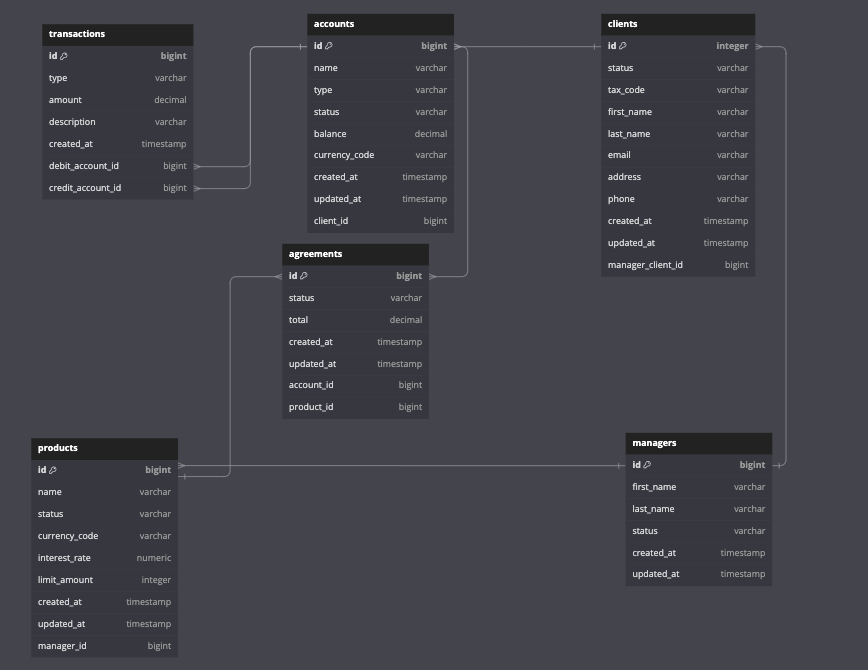 transactions
id bigint
type varchar
amount decimal
description varchar
created_at timestamp
debit_account_id bigint
credit_account_id bigint
accounts
id bigint
name varchar
type varchar
status varchar
balance decimal
currency_code varchar
created_at timestamp
updated_at timestamp
client_id bigint
clients
id integer
status varchar
tax_code varchar
first_name varchar
last_name varchar
email varchar
address varchar
phone varchar
created_at timestamp
updated_at timestamp
manager_client_id bigint
agreements
id bigint
status varchar
total decimal
created_at timestamp
updated_at timestamp
account_id bigint
product_id bigint
products
id bigint
name varchar
status varchar
currency_code varchar
interest_rate numeric
limit_amount integer
created_at timestamp
updated_at timestamp
manager_id bigint
managers
id bigint
first_name varchar
last_name varchar
status varchar
created_at timestamp
updated_at timestamp